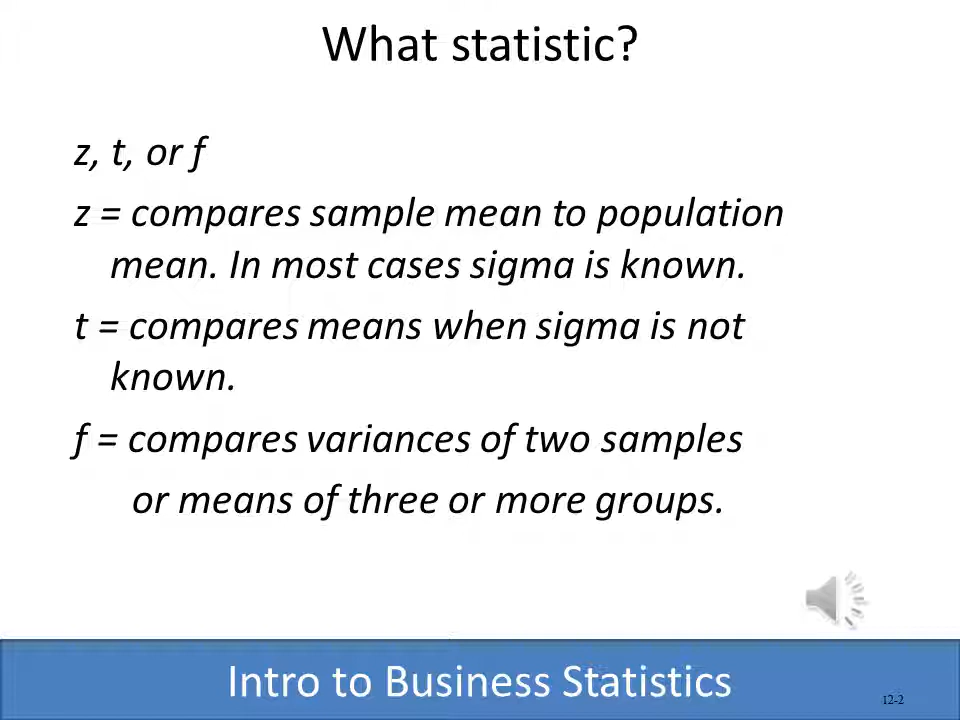 What statistic?
z, t, or f
z = compares sample mean to population
mean. In most cases sigma is known.
t = compares means when sigma is not
known.
f = compares variances of two samples
or means of three or more groups.
Intro to Business Statistics
12-2